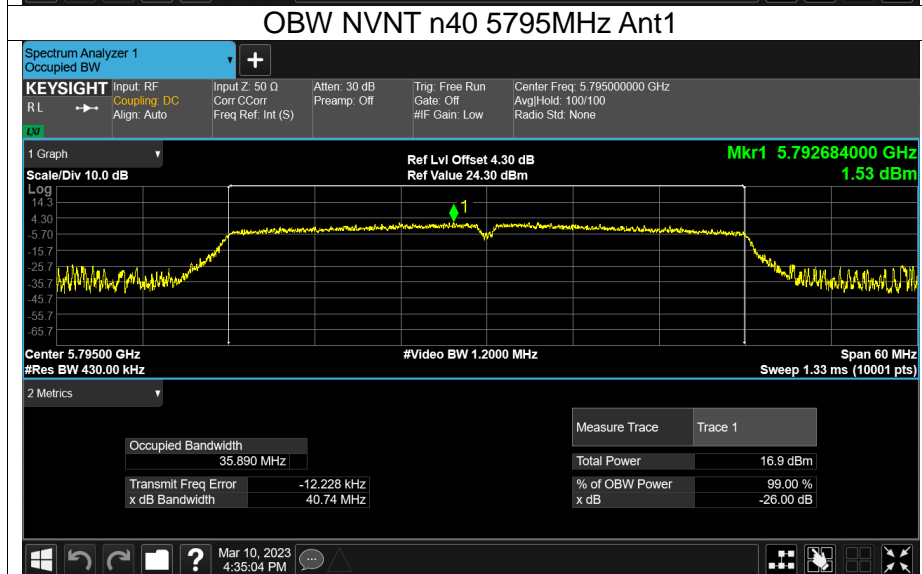 OBW NVNT n40 5795MHz Ant1
Spectrum Analyzer 1
Occupied BW
KEYSIGHT
R L
LXI
Input: RF
Coupling: DC
Align: Auto
Input Z: 50 Ω
Corr CCorr
Freq Ref: Int (S)
Atten: 30 dB
Preamp: Off
Trig: Free Run
Gate: Off
#IF Gain: Low
Center Freq: 5.795000000 GHz
Avg|Hold: 100/100
Radio Std: None
1 Graph
Scale/Div 10.0 dB
Ref Lvl Offset 4.30 dB
Ref Value 24.30 dBm
Mkr1 5.792684000 GHz
1.53 dBm
Log
14.3
4.30
-5.70
-15.7
-25.7
-35.7
-45.7
-55.7
-65.7
1
Center 5.79500 GHz
#Res BW 430.00 kHz
#Video BW 1.2000 MHz
Span 60 MHz
Sweep 1.33 ms (10001 pts)
2 Metrics
Measure Trace Trace 1
Occupied Bandwidth
35.890 MHz
Total Power 16.9 dBm
Transmit Freq Error -12.228 kHz
% of OBW Power 99.00 %
x dB Bandwidth 40.74 MHz
x dB -26.00 dB
?
Mar 10, 2023
4:35:04 PM